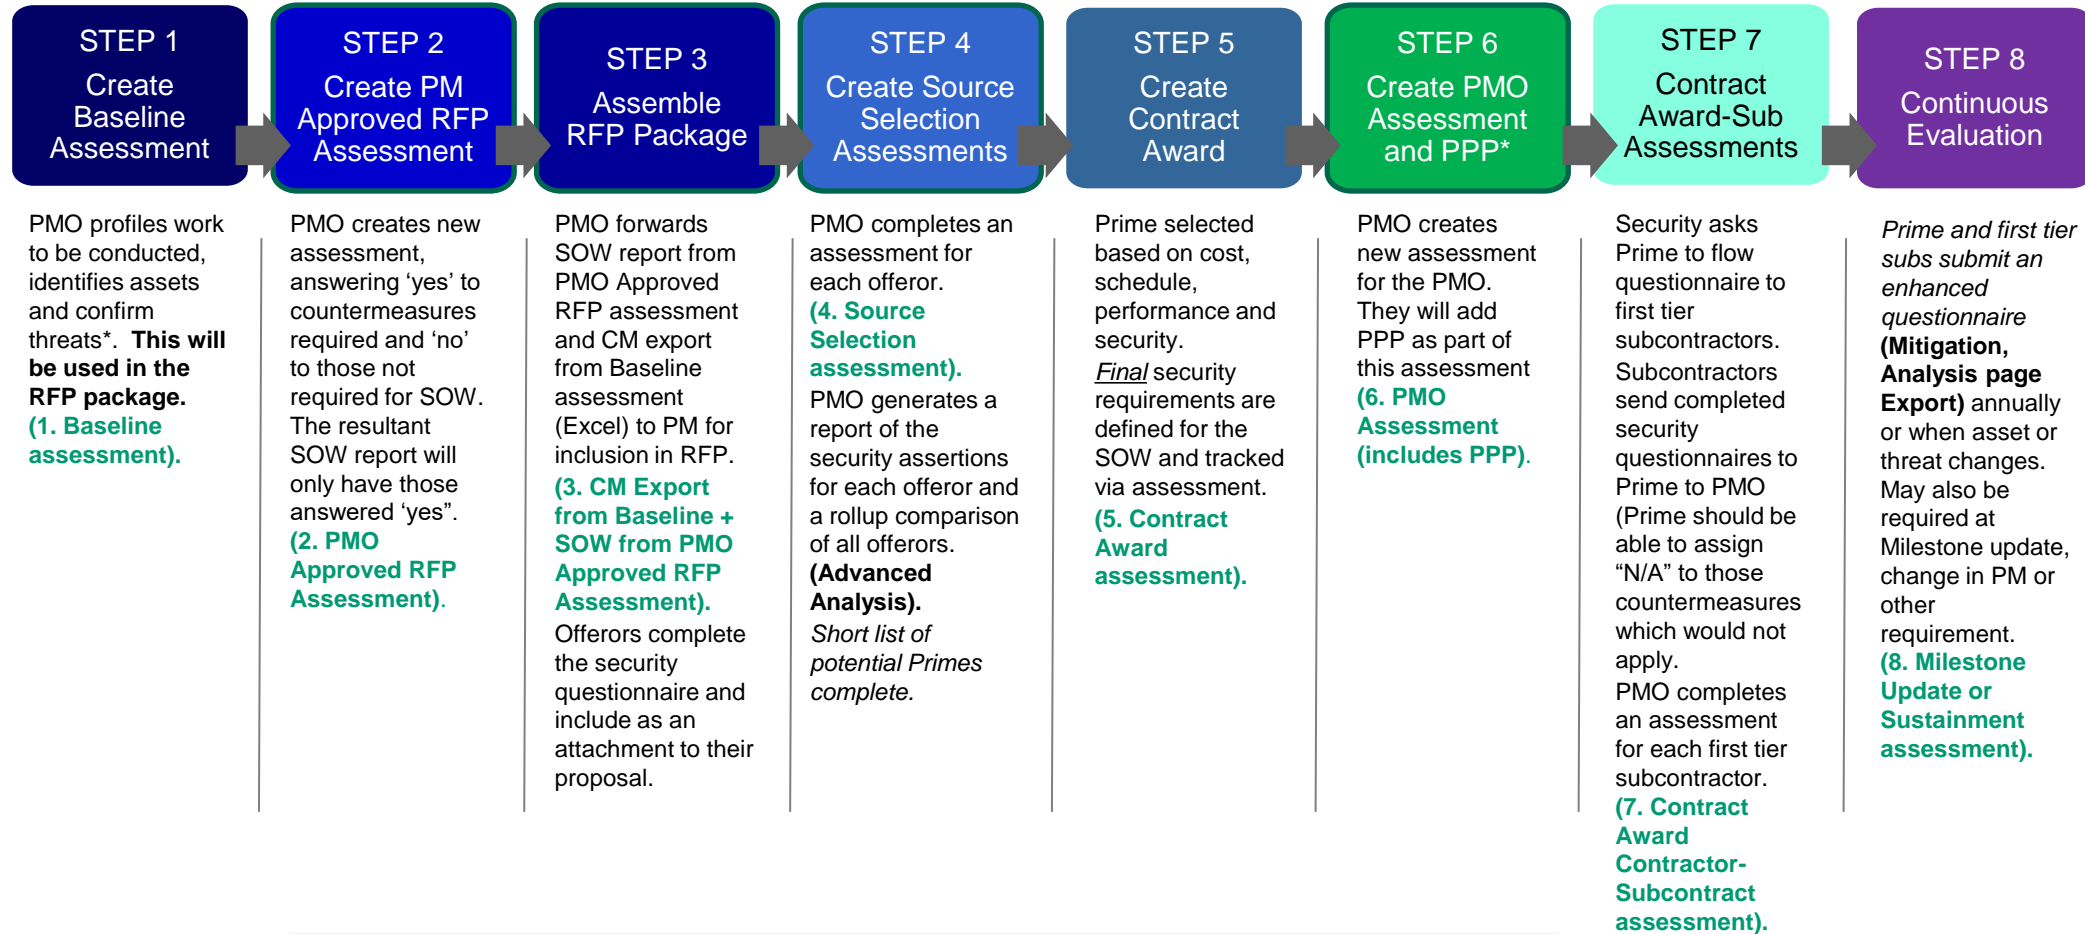 STEP 1
Create
Baseline
Assessment
STEP 2
Create PM
Approved RFP
Assessment
STEP 3
Assemble
RFP Package
STEP 4
Create Source
Selection
Assessments
STEP 5
Create
Contract
Award
STEP 6
Create PMO
Assessment
and PPP*
STEP 7
Contract
Award-Sub
Assessments
STEP 8
Continuous
Evaluation
PMO profiles work
to be conducted,
identifies assets
and confirm
threats*. This will
be used in the
RFP package.
(1. Baseline
assessment).
PMO creates new
assessment,
answering ‘yes’ to
countermeasures
required and ‘no’
to those not
required for SOW.
The resultant
SOW report will
only have those
answered ‘yes”.
(2. PMO
Approved RFP
Assessment).
PMO forwards
SOW report from
PMO Approved
RFP assessment
and CM export
from Baseline
assessment
(Excel) to PM for
inclusion in RFP.
(3. CM Export
from Baseline +
SOW from PMO
Approved RFP
Assessment).
Offerors complete
the security
questionnaire and
include as an
attachment to their
proposal.
PMO completes an
assessment for
each offeror.
(4. Source
Selection
assessment).
PMO generates a
report of the
security assertions
for each offeror and
a rollup comparison
of all offerors.
(Advanced
Analysis).
Short list of
potential Primes
complete.
Prime selected
based on cost,
schedule,
performance and
security.
Final security
requirements are
defined for the
SOW and tracked
via assessment.
(5. Contract
Award
assessment).
PMO creates
new assessment
for the PMO.
They will add
PPP as part of
this assessment
(6. PMO
Assessment
(includes PPP).
Security asks
Prime to flow
questionnaire to
first tier
subcontractors.
Subcontractors
send completed
security
questionnaires to
Prime to PMO
(Prime should be
able to assign
“N/A” to those
countermeasures
which would not
apply.
PMO completes
an assessment
for each first tier
subcontractor.
(7. Contract
Award
Contractor-
Subcontract
assessment).
Prime and first tier
subs submit an
enhanced
questionnaire
(Mitigation,
Analysis page
Export) annually
or when asset or
threat changes.
May also be
required at
Milestone update,
change in PM or
other
requirement.
(8. Milestone
Update or
Sustainment
assessment).